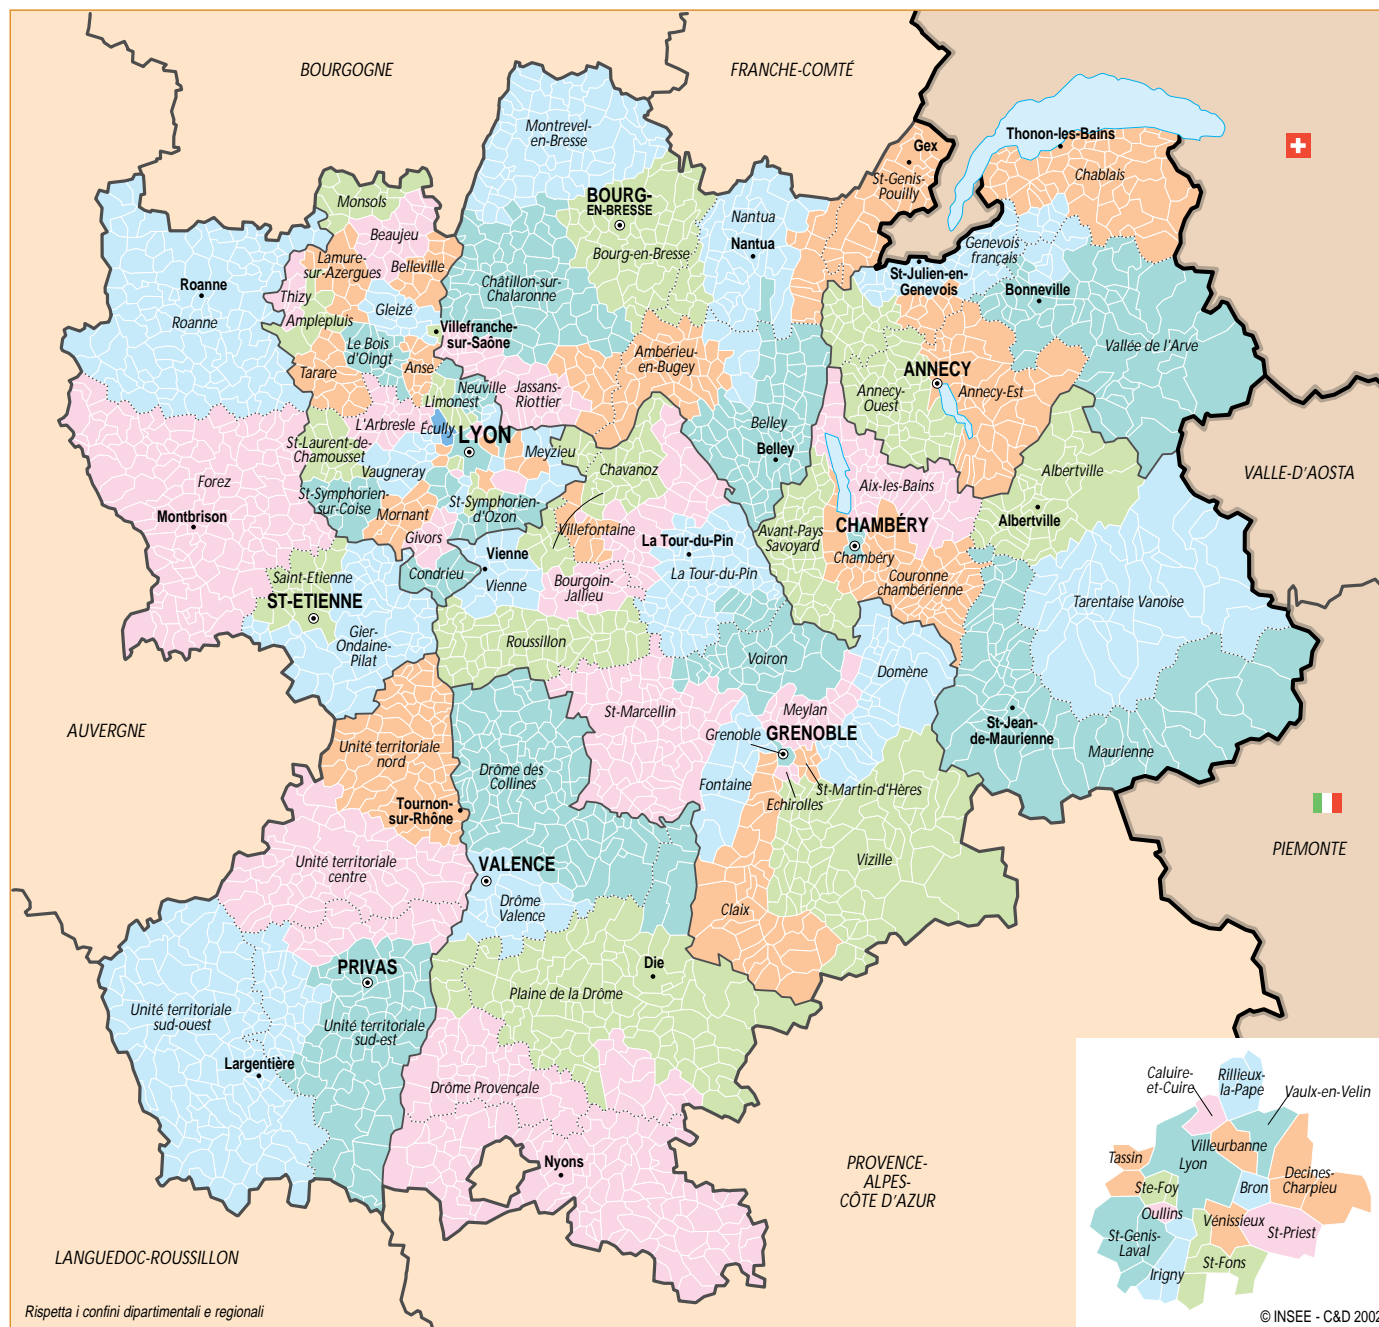 BOURGOGNE
FRANCHE-COMTÉ
Montrevel-
en-Bresse
Thonon-les-Bains
Gex
St-Genis-
Pouilly
Chablais
Monsols
BOURG-
EN-BRESSE
Nantua
Nantua
Beaujeu
Genevois
français
Lamure-
sur-Azergues
Belleville
Bourg-en-Bresse
St-Julien-en-
Genevois
Bonneville
Roanne
Roanne
Thizy
Châtillon-sur-
Chalaronne
Gleizé
Amplepluis
Villefranche-
sur-Saône
Le Bois
d'Oingt
Vallée de l'Arve
Ambérieu-
en-Bugey
Tarare
Anse
ANNECY
Annecy-
Ouest
Annecy-Est
Neuville
Limonest
Jassans-
Riottier
L'Arbresle
Écully
LYON
Belley
Belley
St-Laurent-de-
Chamousset
Meyzieu
Chavanoz
Vaugneray
Albertville
VALLE-D'AOSTA
Forez
Aix-les-Bains
St-Symphorien-
sur-Coise
St-Symphorien-
d'Ozon
Montbrison
Mornant
Villefontaine
Avant-Pays
Savoyard
CHAMBÉRY
Albertville
Givors
La Tour-du-Pin
Vienne
Vienne
Chambéry
Condrieu
La Tour-du-Pin
Couronne
chambérienne
Saint-Etienne
Bourgoin-
Jallieu
ST-ETIENNE
Tarentaise Vanoise
Gier-
Ondaine-
Pilat
Roussillon
Voiron
Domène
St-Marcellin
Meylan
St-Jean-
de-Maurienne
AUVERGNE
Grenoble
GRENOBLE
Maurienne
Unité territoriale
nord
Drôme des
Collines
Fontaine
St-Martin-d'Hères
Echirolles
Tournon-
sur-Rhône
PIEMONTE
Unité territoriale
centre
VALENCE
Vizille
Drôme
Valence
Claix
PRIVAS
Die
Plaine de la Drôme
Unité territoriale
sud-ouest
Unité territoriale
sud-est
Largentière
Drôme Provençale
Nyons
PROVENCE-
ALPES-
CÔTE D'AZUR
Caluire-
et-Cuire
Rillieux-
la-Pape
Vaulx-en-Velin
Villeurbanne
Tassin
Lyon
Decines-
Charpieu
Ste-Foy
Bron
Oullins
Vénissieux
St-Priest
St-Genis-
Laval
St-Fons
Irigny
LANGUEDOC-ROUSSILLON
Rispetta i confini dipartimentali e regionali
© INSEE - C&D 2002